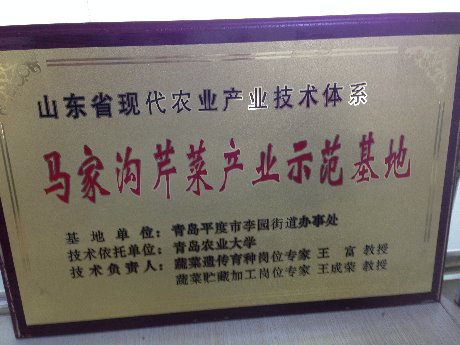 山东省现代农业产业技术体系
马家沟芹菜产业示范基地
基地单位：青岛平度市李园街道办事处
技术依托单位：青岛农业大学
技术负责人：蔬菜遗传育种岗位专家 王富 教授
蔬菜贮藏加工岗位专家 王成荣 教授